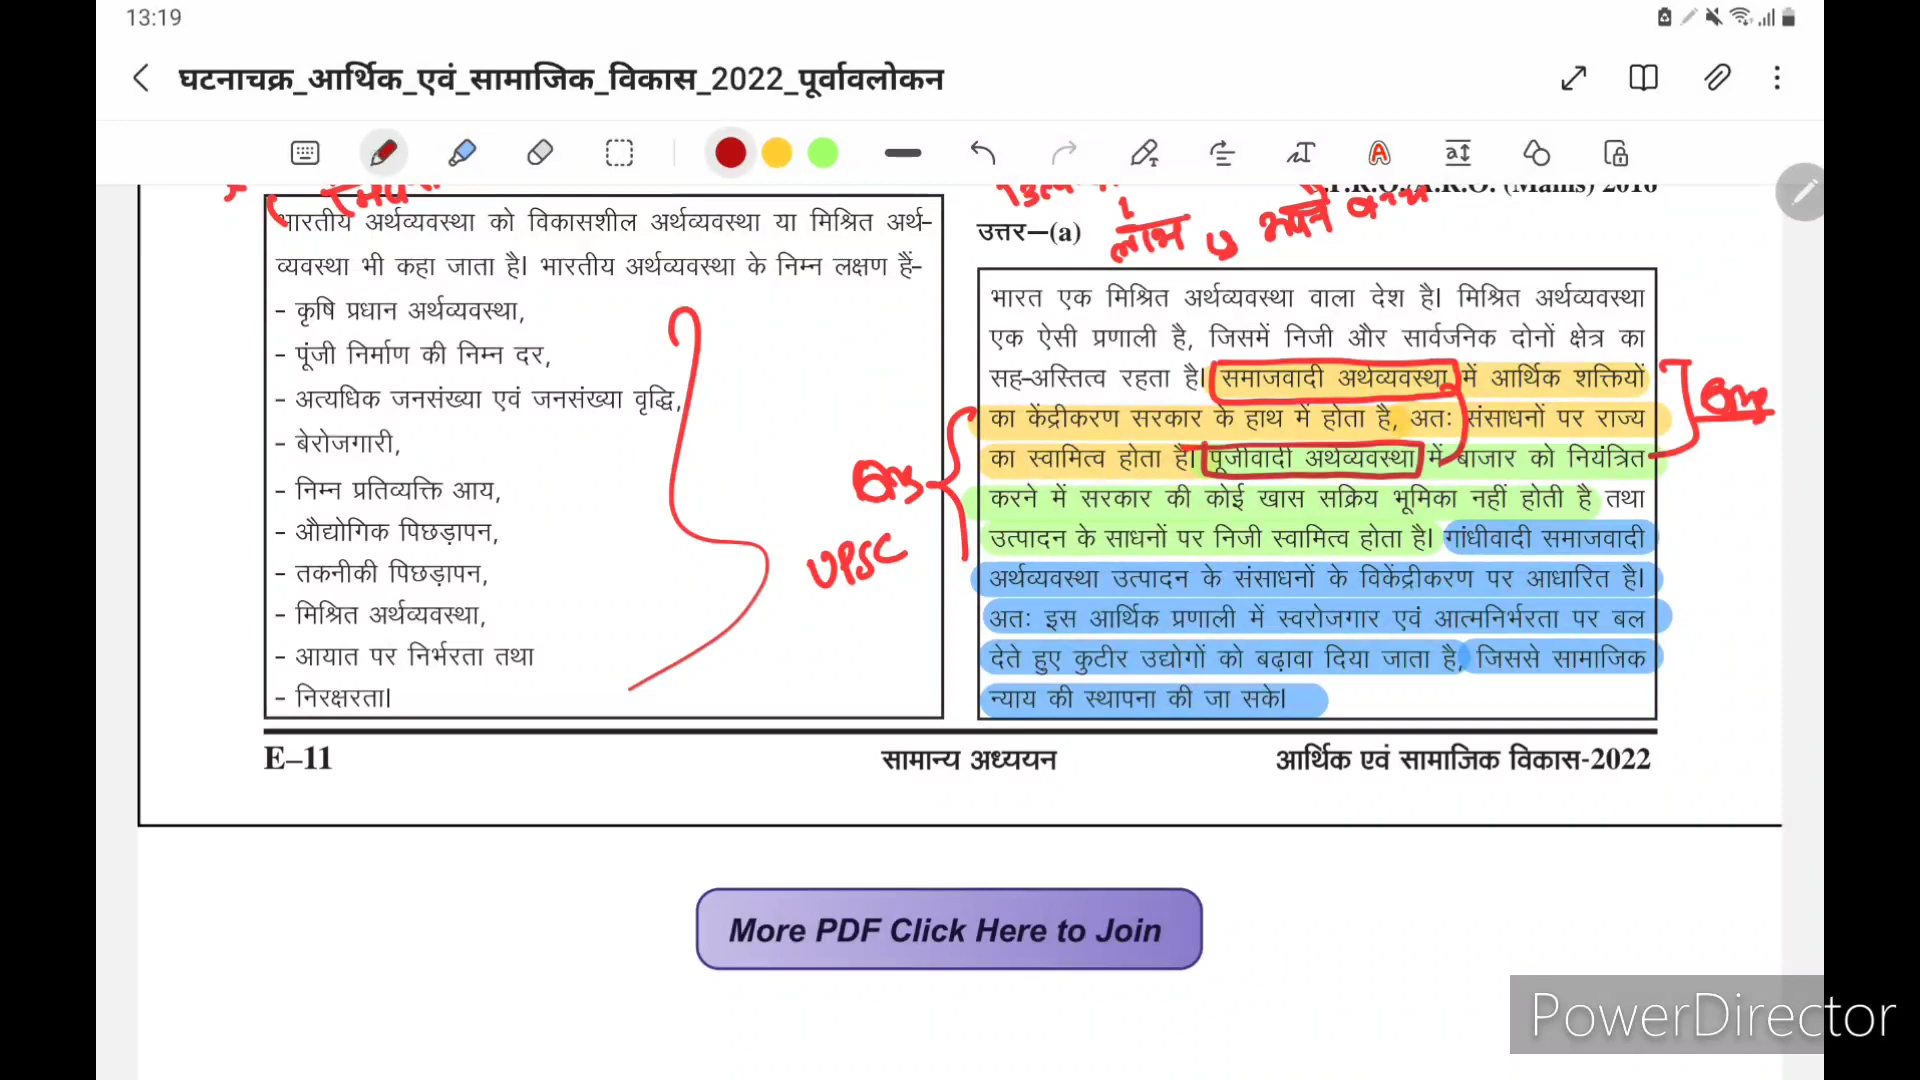 13:19
घटनाचक्र_आर्थिक_एवं_सामाजिक_विकास_2022_पूर्वावलोकन
उत्तर–(a)
लाभ
भारतीय अर्थव्यवस्था को विकासशील अर्थव्यवस्था या मिश्रित अर्थ-
व्यवस्था भी कहा जाता है। भारतीय अर्थव्यवस्था के निम्न लक्षण हैं-
- कृषि प्रधान अर्थव्यवस्था,
- पूंजी निर्माण की निम्न दर,
- अत्यधिक जनसंख्या एवं जनसंख्या वृद्धि,
- बेरोजगारी,
- निम्न प्रतिव्यक्ति आय,
- औद्योगिक पिछड़ापन,
- तकनीकी पिछड़ापन,
- मिश्रित अर्थव्यवस्था,
- आयात पर निर्भरता तथा
- निरक्षरता।
भारत एक मिश्रित अर्थव्यवस्था वाला देश है। मिश्रित अर्थव्यवस्था
एक ऐसी प्रणाली है, जिसमें निजी और सार्वजनिक दोनों क्षेत्र का
सह-अस्तित्व रहता है। समाजवादी अर्थव्यवस्था में आर्थिक शक्तियों
का केंद्रीकरण सरकार के हाथ में होता है, अतः संसाधनों पर राज्य
का स्वामित्व होता है। पूंजीवादी अर्थव्यवस्था में बाजार को नियंत्रित
करने में सरकार की कोई खास सक्रिय भूमिका नहीं होती है तथा
उत्पादन के साधनों पर निजी स्वामित्व होता है। गांधीवादी समाजवादी
अर्थव्यवस्था उत्पादन के संसाधनों के विकेंद्रीकरण पर आधारित है।
अतः इस आर्थिक प्रणाली में स्वरोजगार एवं आत्मनिर्भरता पर बल
देते हुए कुटीर उद्योगों को बढ़ावा दिया जाता है, जिससे सामाजिक
न्याय की स्थापना की जा सके।
UPSC
E–11
सामान्य अध्ययन
आर्थिक एवं सामाजिक विकास-2022
More PDF Click Here to Join
PowerDirector